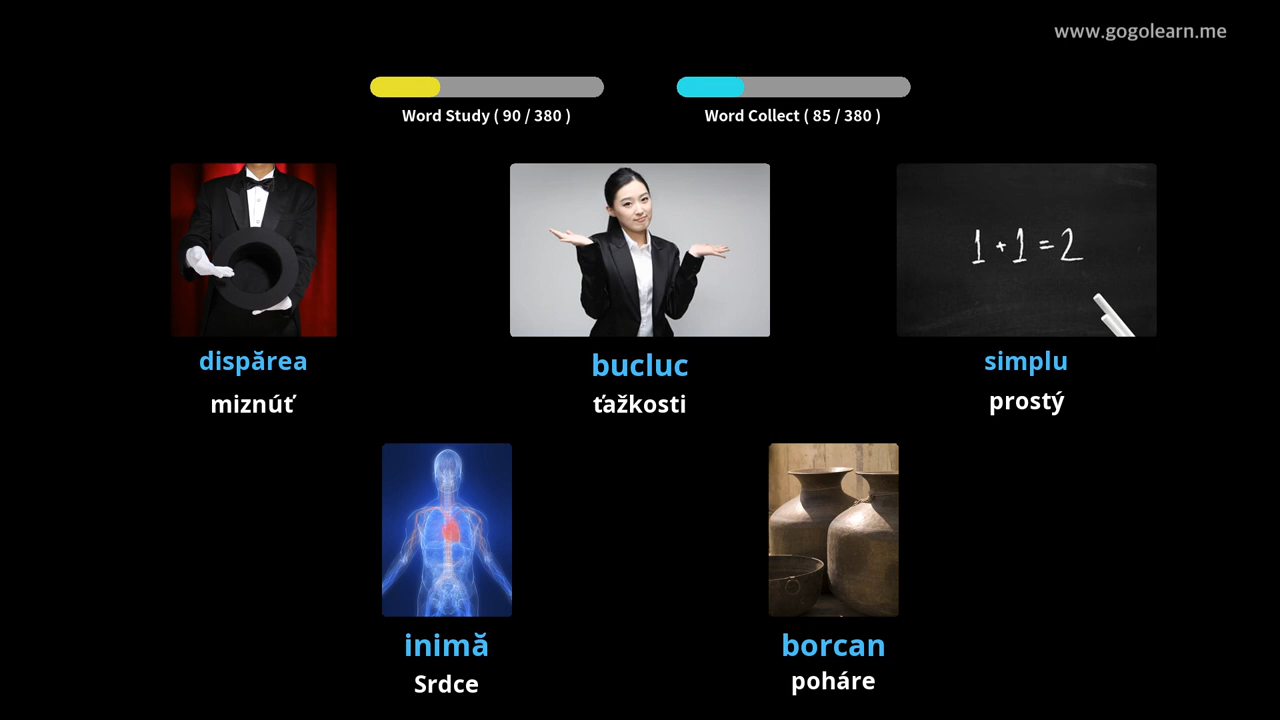 www.gogolearn.me
Word Study ( 90 / 380 )
Word Collect ( 85 / 380 )
1 + 1 = 2
dispărea
miznúť
bucluc
ťažkosti
simplu
prostý
inimă
Srdce
borcan
poháre